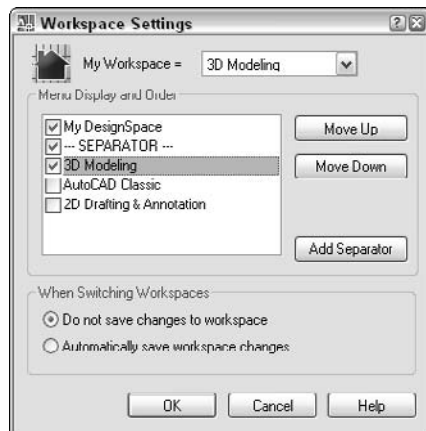 Workspace Settings
My Workspace = 3D Modeling
Menu Display and Order
My DesignSpace
--- SEPARATOR ---
3D Modeling
AutoCAD Classic
2D Drafting & Annotation
Move Up
Move Down
Add Separator
When Switching Workspaces
Do not save changes to workspace
Automatically save workspace changes
OK Cancel Help